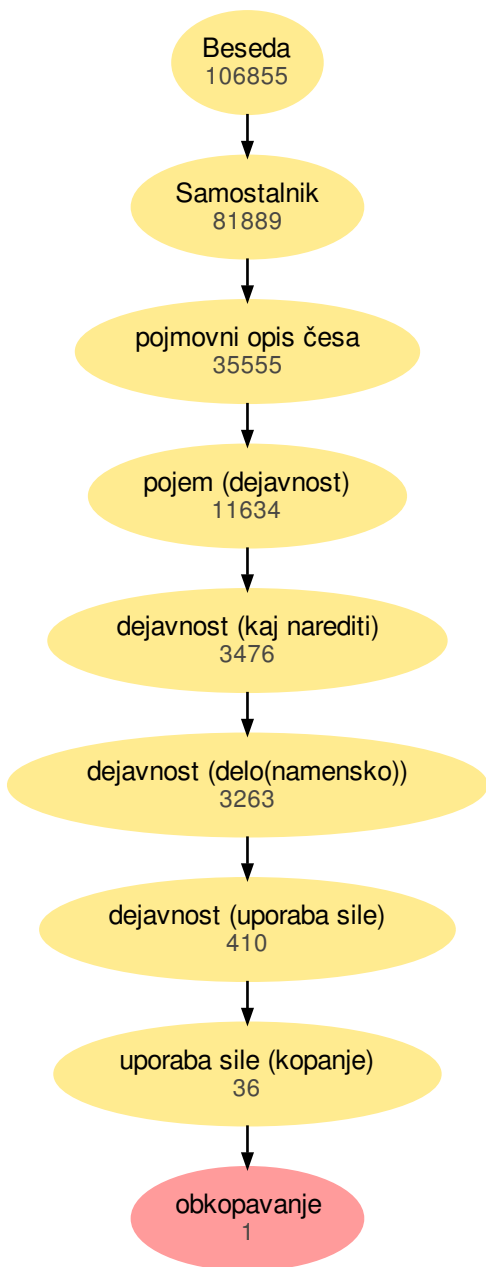 Beseda
106855
Samostalnik
81889
pojmovni opis česa
35555
pojem (dejavnost)
11634
dejavnost (kaj narediti)
3476
dejavnost (delo(namensko))
3263
dejavnost (uporaba sile)
410
uporaba sile (kopanje)
36
obkopavanje
1